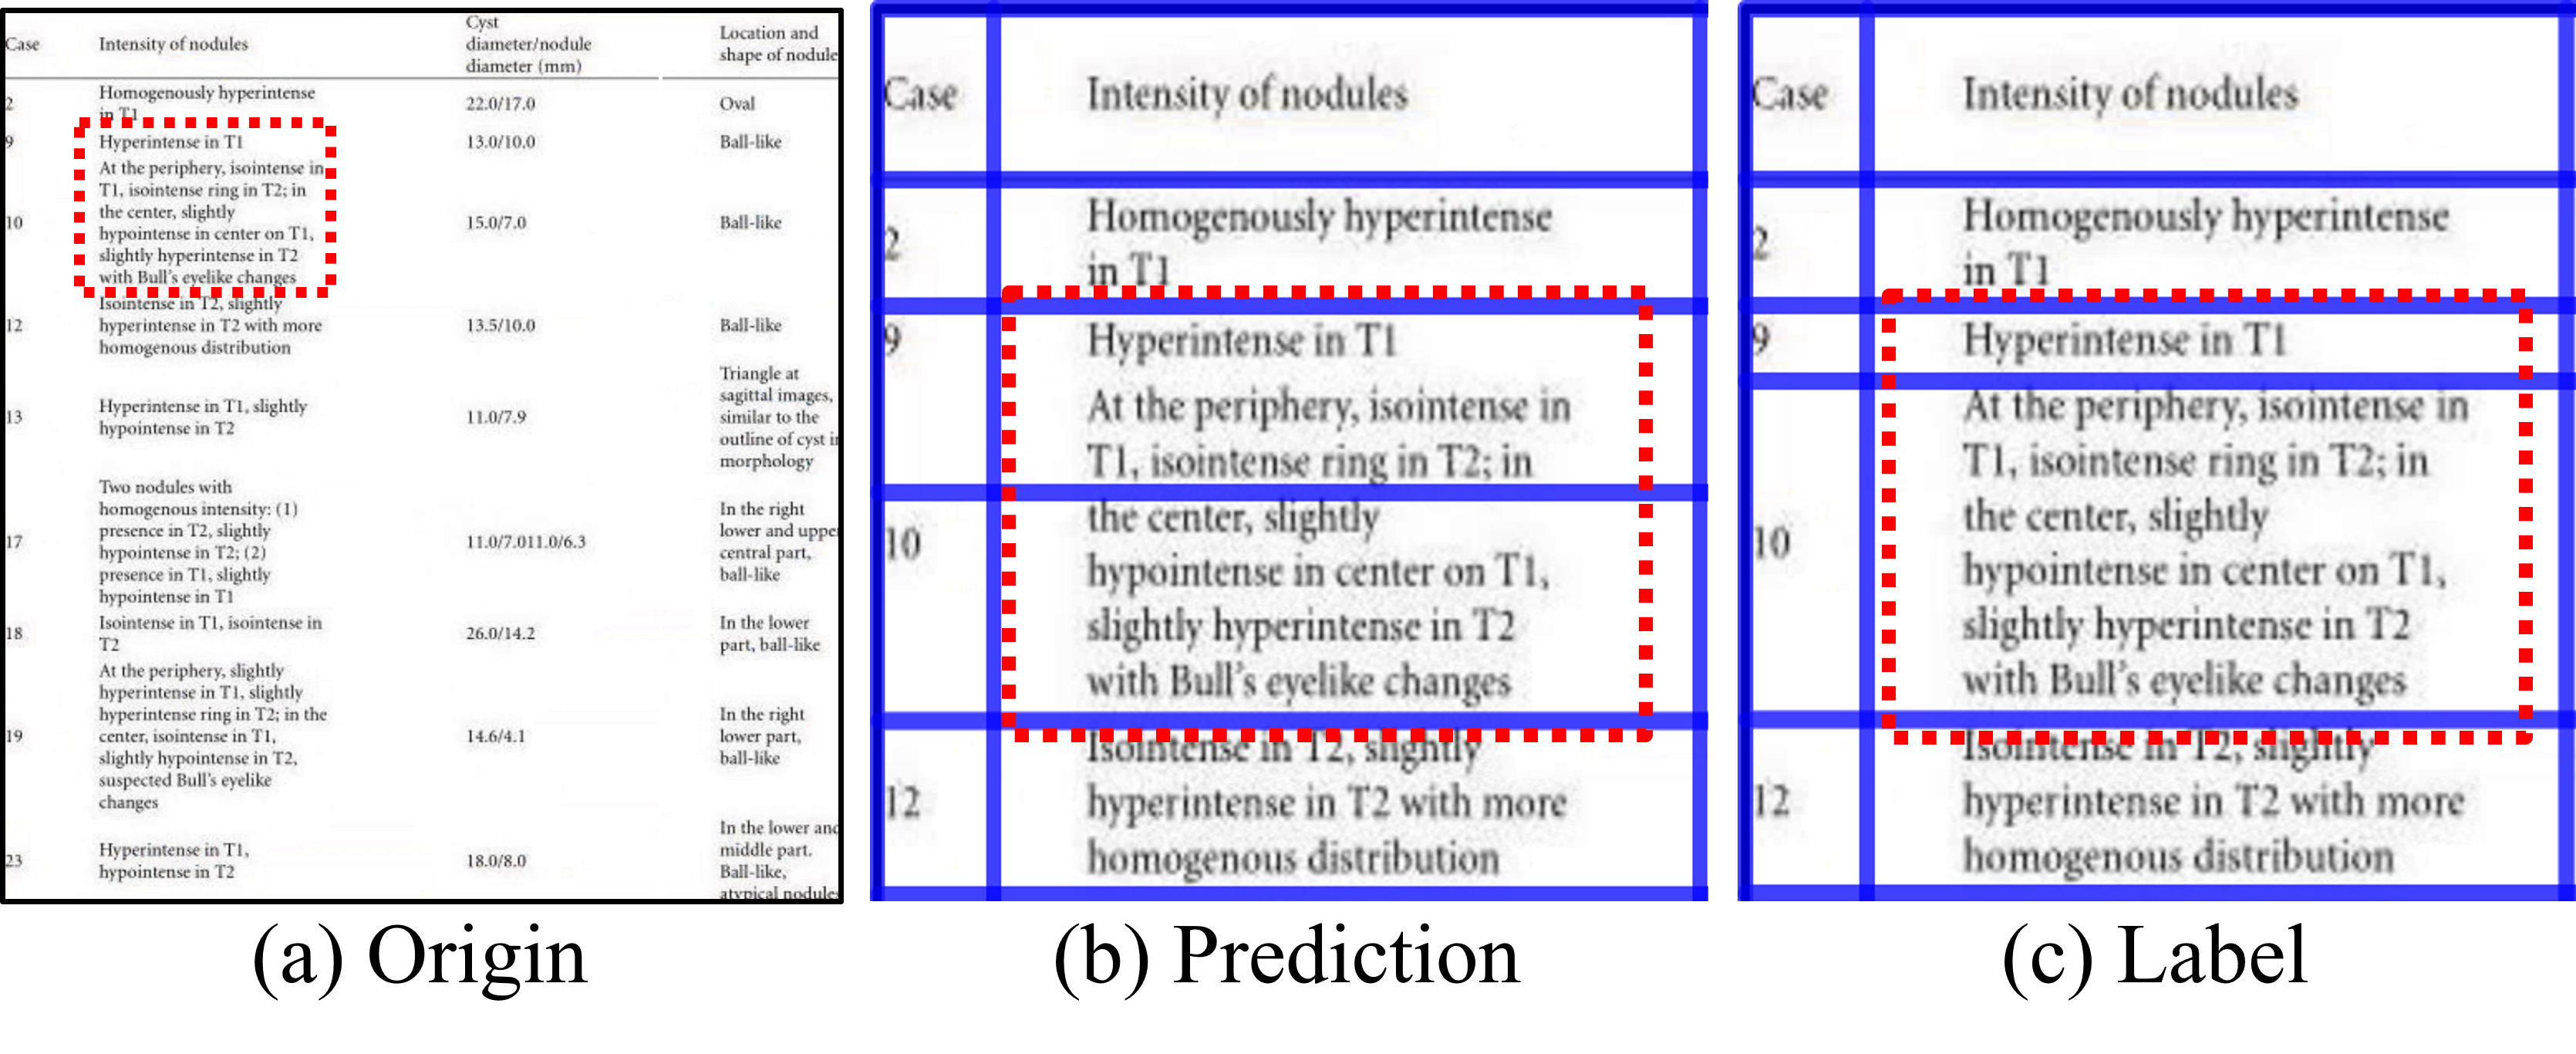 Case
Intensity of nodules
Cyst
diameter/nodule
diameter (mm)
Location and
shape of nodule
2
Homogenously hyperintense
in T1
22.0/17.0
Oval
9
Hyperintense in T1
13.0/10.0
Ball-like
10
At the periphery, isointense in
T1, isointense ring in T2; in
the center, slightly
hypointense in center on T1,
slightly hyperintense in T2
with Bull's eyelike changes
15.0/7.0
Ball-like
12
Isointense in T2, slightly
hyperintense in T2 with more
homogenous distribution
13.5/10.0
Ball-like
13
Hyperintense in T1, slightly
hypointense in T2
11.0/7.9
Triangle at
sagittal images,
similar to the
outline of cyst in
morphology
17
Two nodules with
homogenous intensity: (1)
presence in T2, slightly
hypointense in T2; (2)
presence in T1, slightly
hypointense in T1
11.0/7.011.0/6.3
In the right
lower and upper
central part,
ball-like
18
Isointense in T1, isointense in
T2
26.0/14.2
In the lower
part, ball-like
19
At the periphery, slightly
hyperintense in T1, slightly
hyperintense ring in T2; in the
center, isointense in T1,
slightly hypointense in T2,
suspected Bull's eyelike
changes
14.6/4.1
In the right
lower part,
ball-like
23
Hyperintense in T1,
hypointense in T2
18.0/8.0
In the lower and
middle part.
Ball-like,
atypical nodules
(a) Origin
Case
Intensity of nodules
2
Homogenously hyperintense
in T1
9
Hyperintense in T1
At the periphery, isointense in
T1, isointense ring in T2; in
10
the center, slightly
hypointense in center on T1,
slightly hyperintense in T2
with Bull's eyelike changes
12
Isointense in T2, slightly
hyperintense in T2 with more
homogenous distribution
(b) Prediction
Case
Intensity of nodules
2
Homogenously hyperintense
in T1
9
Hyperintense in T1
10
At the periphery, isointense in
T1, isointense ring in T2; in
the center, slightly
hypointense in center on T1,
slightly hyperintense in T2
with Bull's eyelike changes
12
Isointense in T2, slightly
hyperintense in T2 with more
homogenous distribution
(c) Label